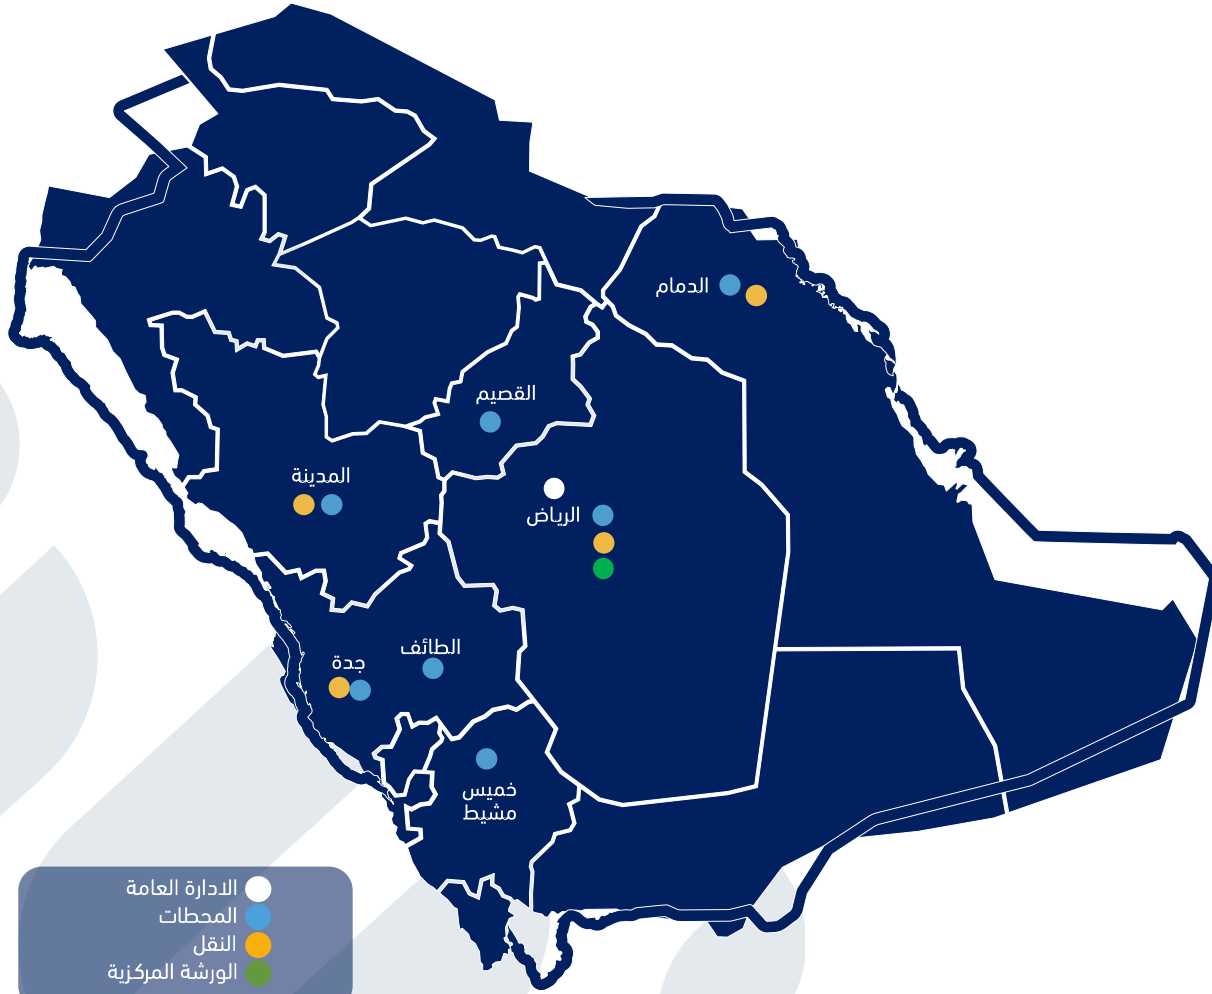 الدمام
القصيم
المدينة
الرياض
الطائف
جدة
خميس
مشيط
الادارة العامة
المحطات
النقل
الورشة المركزية